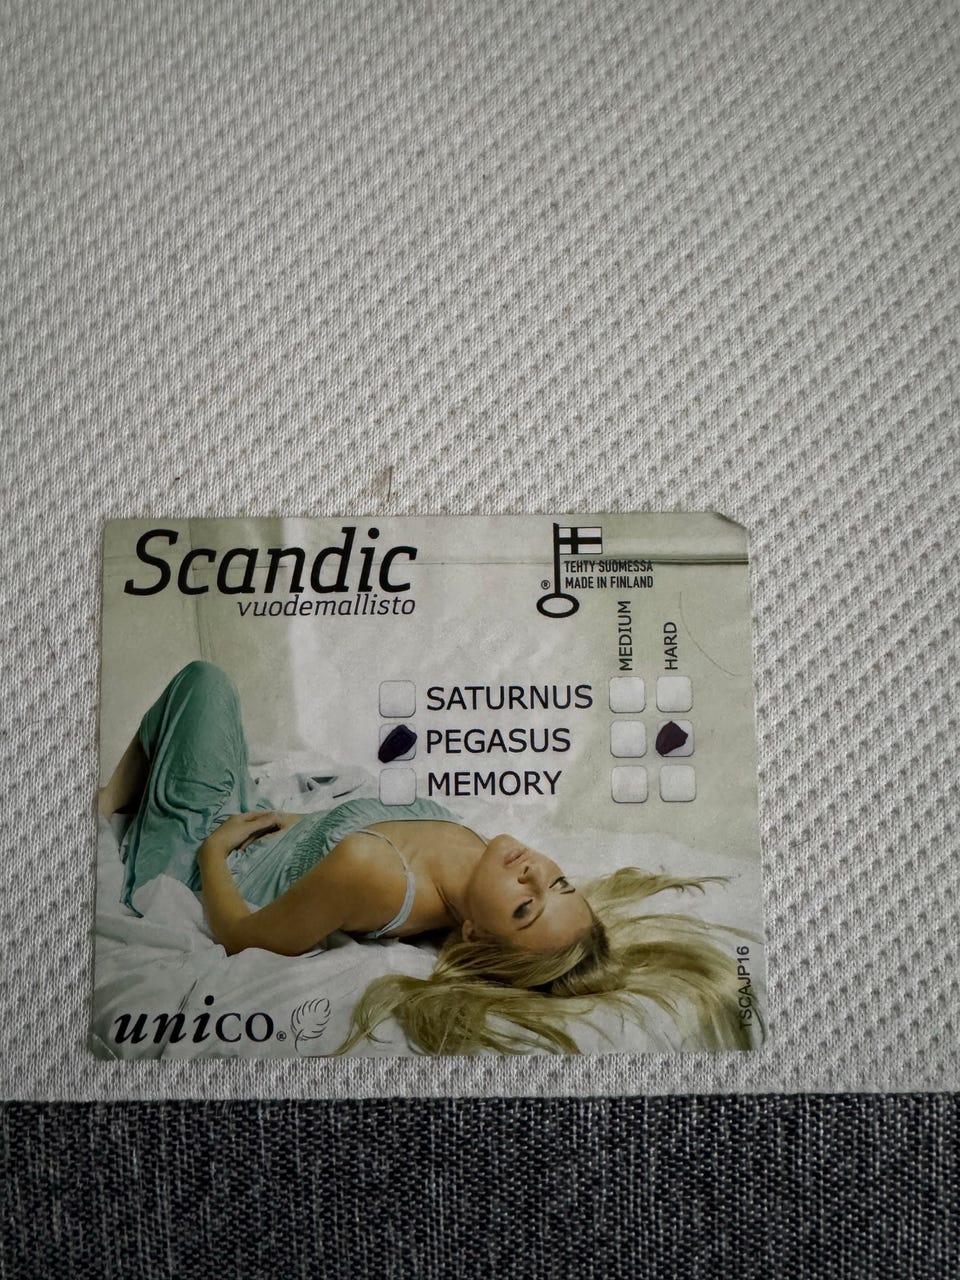 Scandic
vuodemallisto
® TEHTY SUOMESSA
MADE IN FINLAND
MEDIUM HARD
SATURNUS
PEGASUS
MEMORY
unico®
TSCAJP16